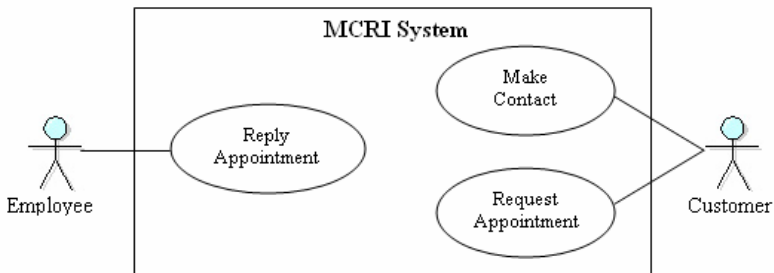 MCRI System
Make
Contact
Reply
Appointment
Employee
Request
Appointment
Customer